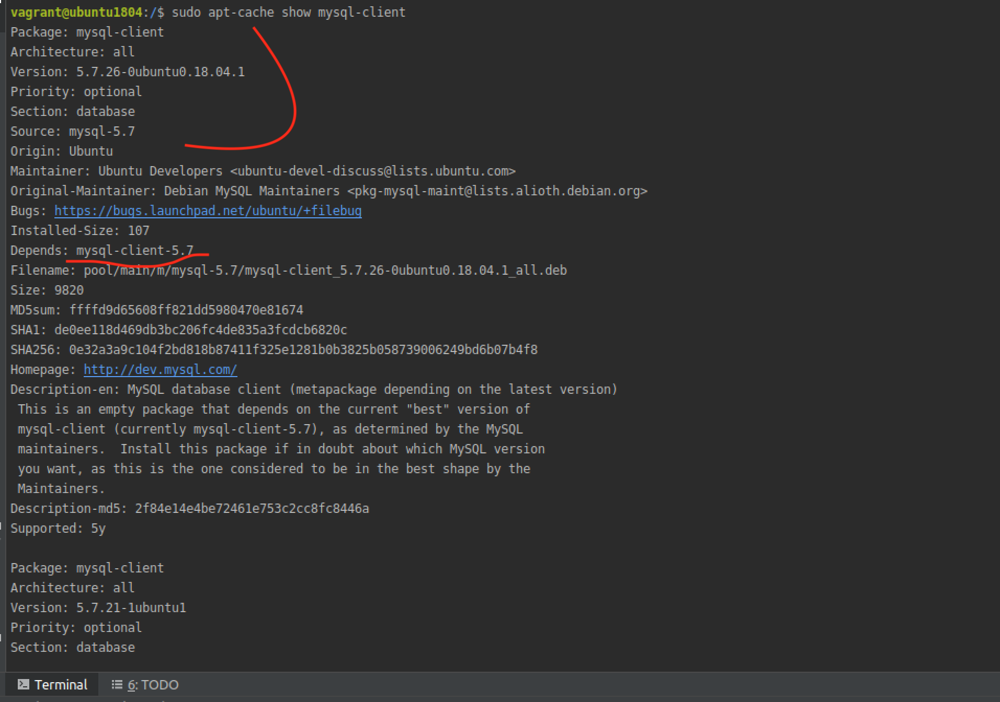 vagrant@ubuntu1804:/$ sudo apt-cache show mysql-client
Package: mysql-client
Architecture: all
Version: 5.7.26-0ubuntu0.18.04.1
Priority: optional
Section: database
Source: mysql-5.7
Origin: Ubuntu
Maintainer: Ubuntu Developers <ubuntu-devel-discuss@lists.ubuntu.com>
Original-Maintainer: Debian MySQL Maintainers <pkg-mysql-maint@lists.alioth.debian.org>
Bugs: https://bugs.launchpad.net/ubuntu/+filebug
Installed-Size: 107
Depends: mysql-client-5.7
Filename: pool/main/m/mysql-5.7/mysql-client_5.7.26-0ubuntu0.18.04.1_all.deb
Size: 9820
MD5sum: ffffd9d65608ff821dd5980470e81674
SHA1: de0ee118d469db3bc206fc4de835a3fcdcb6820c
SHA256: 0e32a3a9c104f2bd818b87411f325e1281b0b3825b058739006249bd6b07b4f8
Homepage: http://dev.mysql.com/
Description-en: MySQL database client (metapackage depending on the latest version)
 This is an empty package that depends on the current "best" version of
 mysql-client (currently mysql-client-5.7), as determined by the MySQL
 maintainers.  Install this package if in doubt about which MySQL version
 you want, as this is the one considered to be in the best shape by the
 Maintainers.
Description-md5: 2f84e14e4be72461e753c2cc8fc8446a
Supported: 5y

Package: mysql-client
Architecture: all
Version: 5.7.21-1ubuntu1
Priority: optional
Section: database
Terminal 6: TODO